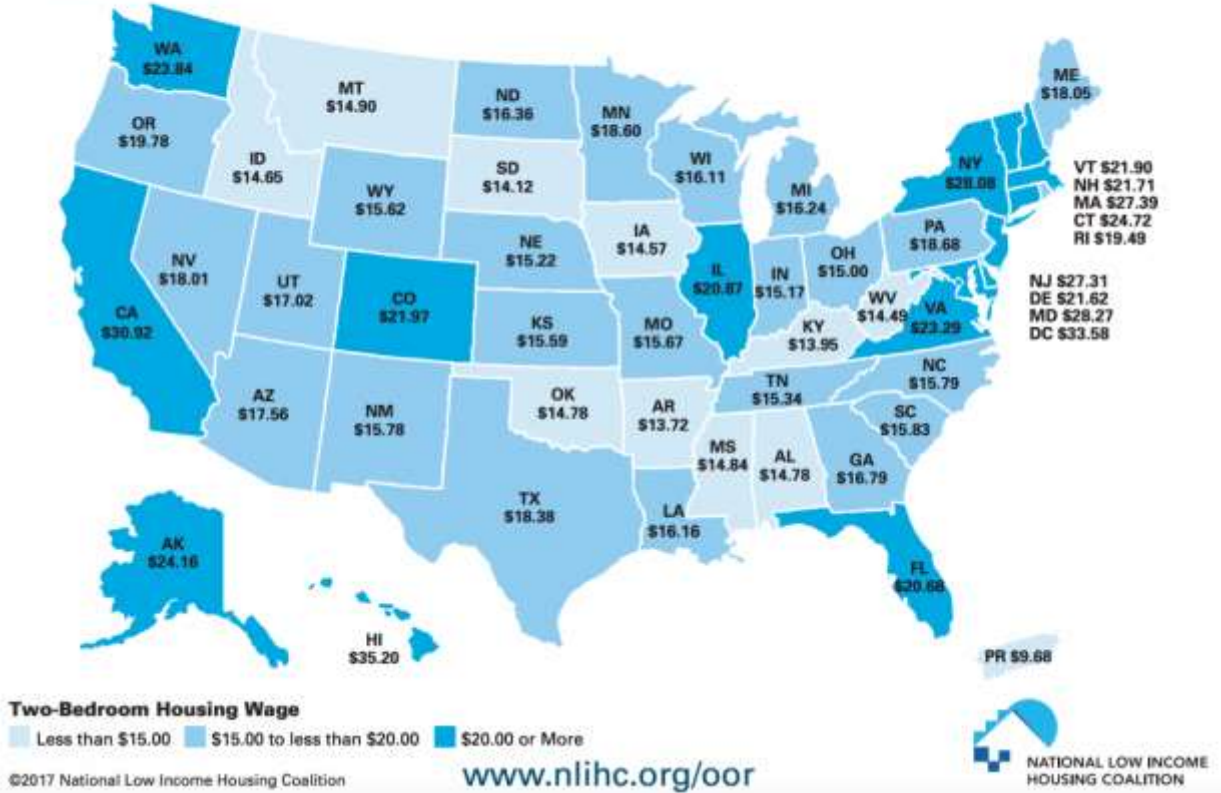 WA
$23.84
MT
$14.90
ND
$16.36
MN
$18.60
ME
$18.05
OR
$19.78
ID
$14.65
SD
$14.12
WI
$16.11
MI
$16.24
NY
$28.08
VT $21.90
NH $21.71
MA $27.39
CT $24.72
RI $19.49
WY
$15.62
IA
$14.57
PA
$18.68
NE
$15.22
NV
$18.01
UT
$17.02
CO
$21.97
IL
$20.87
IN
$15.17
OH
$15.00
WV
$14.49
VA
$23.29
NJ $27.31
DE $21.62
MD $28.27
DC $33.58
CA
$30.92
KS
$15.59
MO
$15.67
KY
$13.95
NC
$15.79
AZ
$17.56
NM
$15.78
OK
$14.78
AR
$13.72
TN
$15.34
SC
$15.83
MS
$14.84
AL
$14.78
GA
$16.79
TX
$18.38
LA
$16.16
AK
$24.16
FL
$20.68
HI
$35.20
PR $9.68
Two-Bedroom Housing Wage
Less than $15.00
$15.00 to less than $20.00
$20.00 or More
©2017 National Low Income Housing Coalition
www.nlihc.org/oor
NATIONAL LOW INCOME
HOUSING COALITION